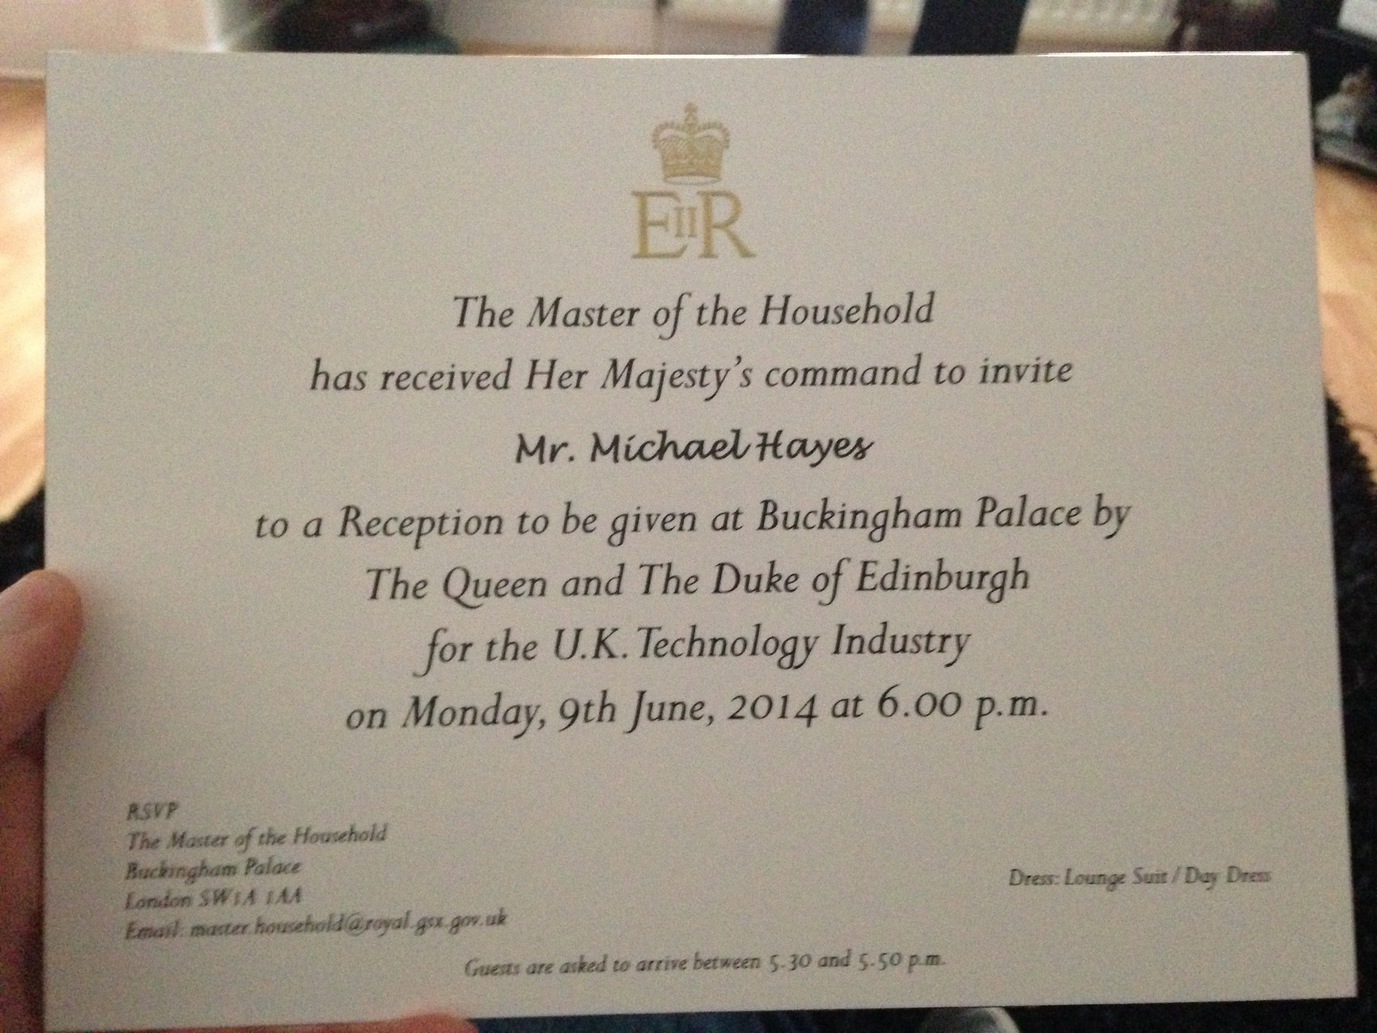 EIIR
The Master of the Household
has received Her Majesty's command to invite
Mr. Michael Hayes
to a Reception to be given at Buckingham Palace by
The Queen and The Duke of Edinburgh
for the U.K. Technology Industry
on Monday, 9th June, 2014 at 6.00 p.m.
RSVP
The Master of the Household
Buckingham Palace
London SW1A 1AA
Email: master.household@royal.gsx.gov.uk
Dress: Lounge Suit / Day Dress
Guests are asked to arrive between 5.30 and 5.50 p.m.